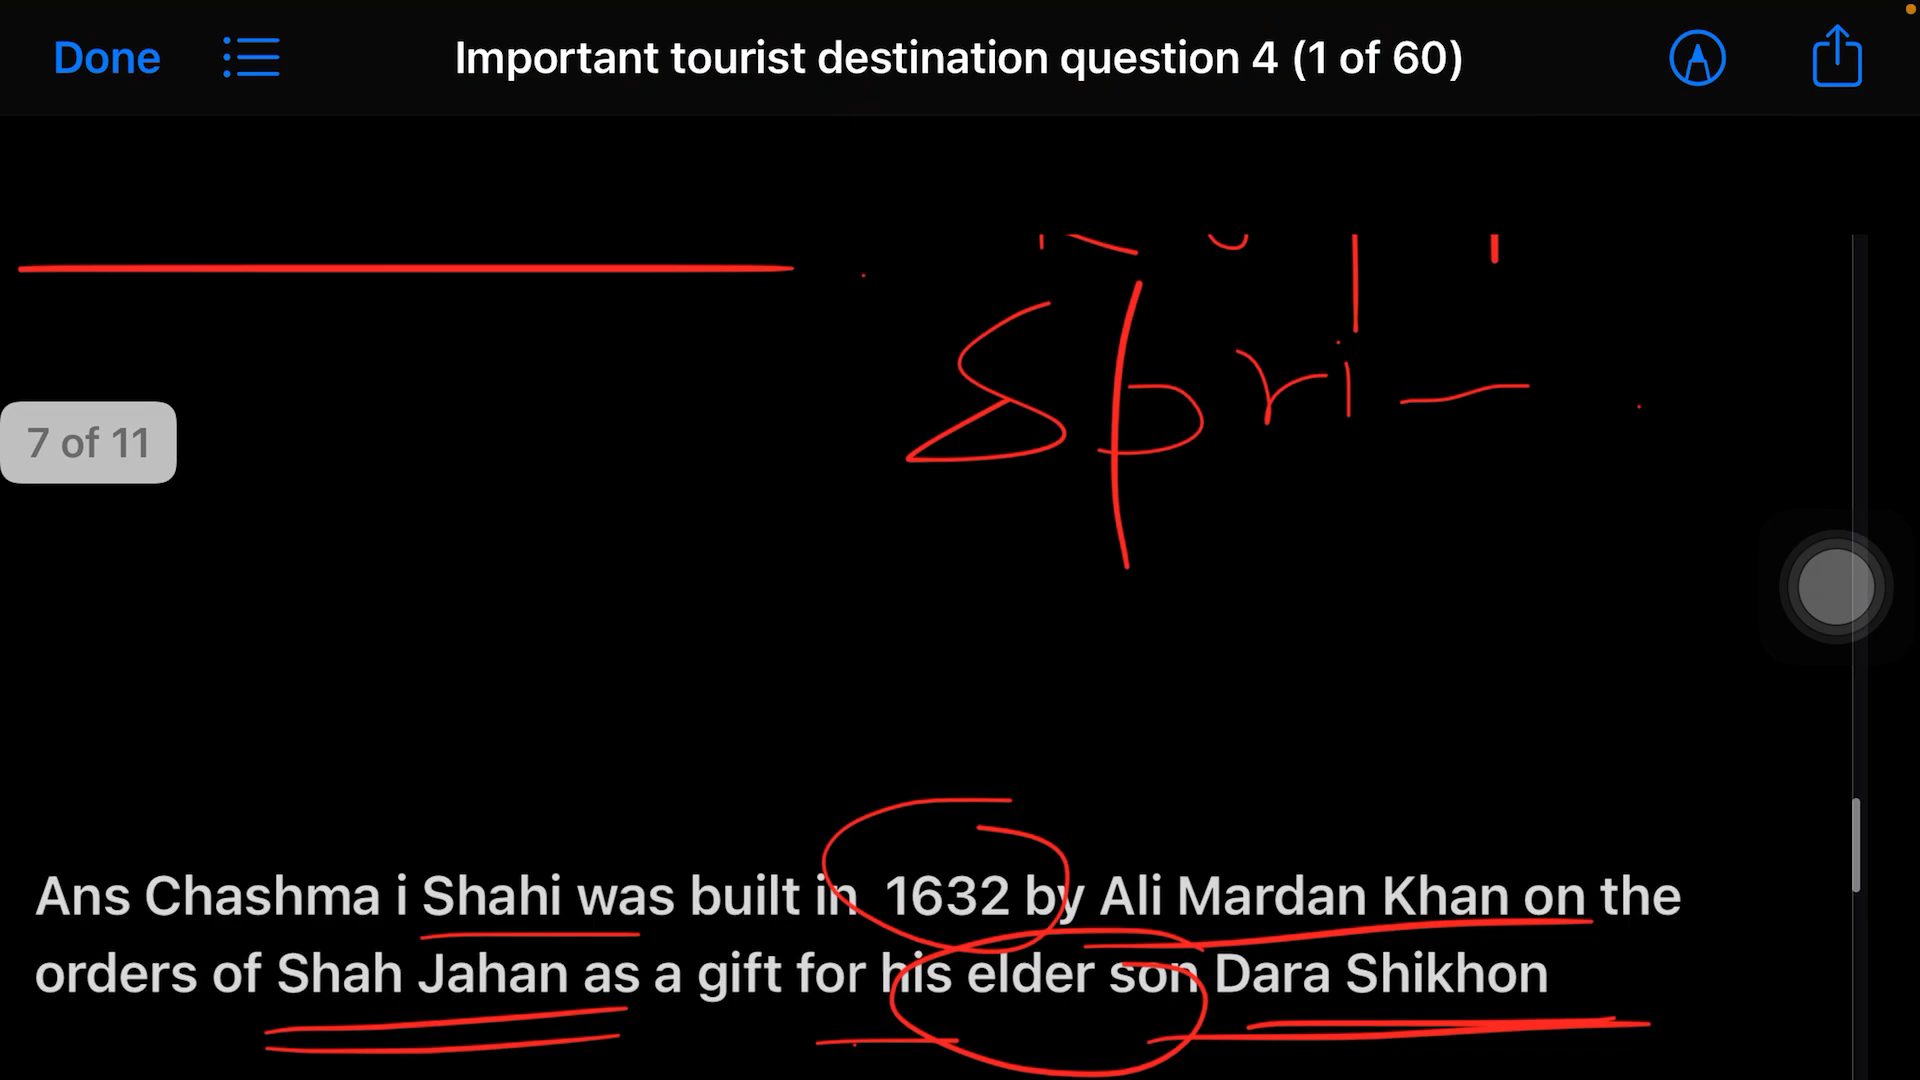 Done
Important tourist destination question 4 (1 of 60)
Spri
7 of 11
Ans Chashma i Shahi was built in 1632 by Ali Mardan Khan on the
orders of Shah Jahan as a gift for his elder son Dara Shikhon